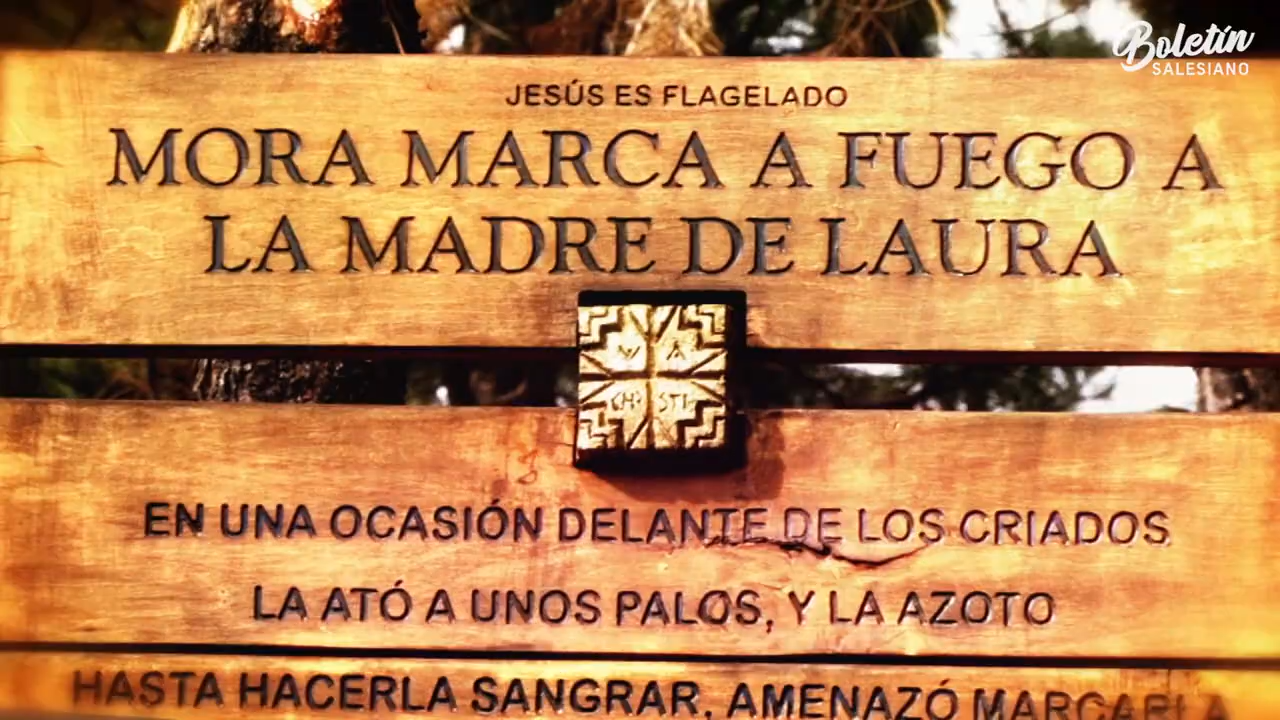 Boletín
SALESIANO
JESÚS ES FLAGELADO
MORA MARCA A FUEGO A
LA MADRE DE LAURA
EN UNA OCASIÓN DELANTE DE LOS CRIADOS
LA ATÓ A UNOS PALOS, Y LA AZOTO
HASTA HACERLA SANGRAR, AMENAZÓ MARCARLA